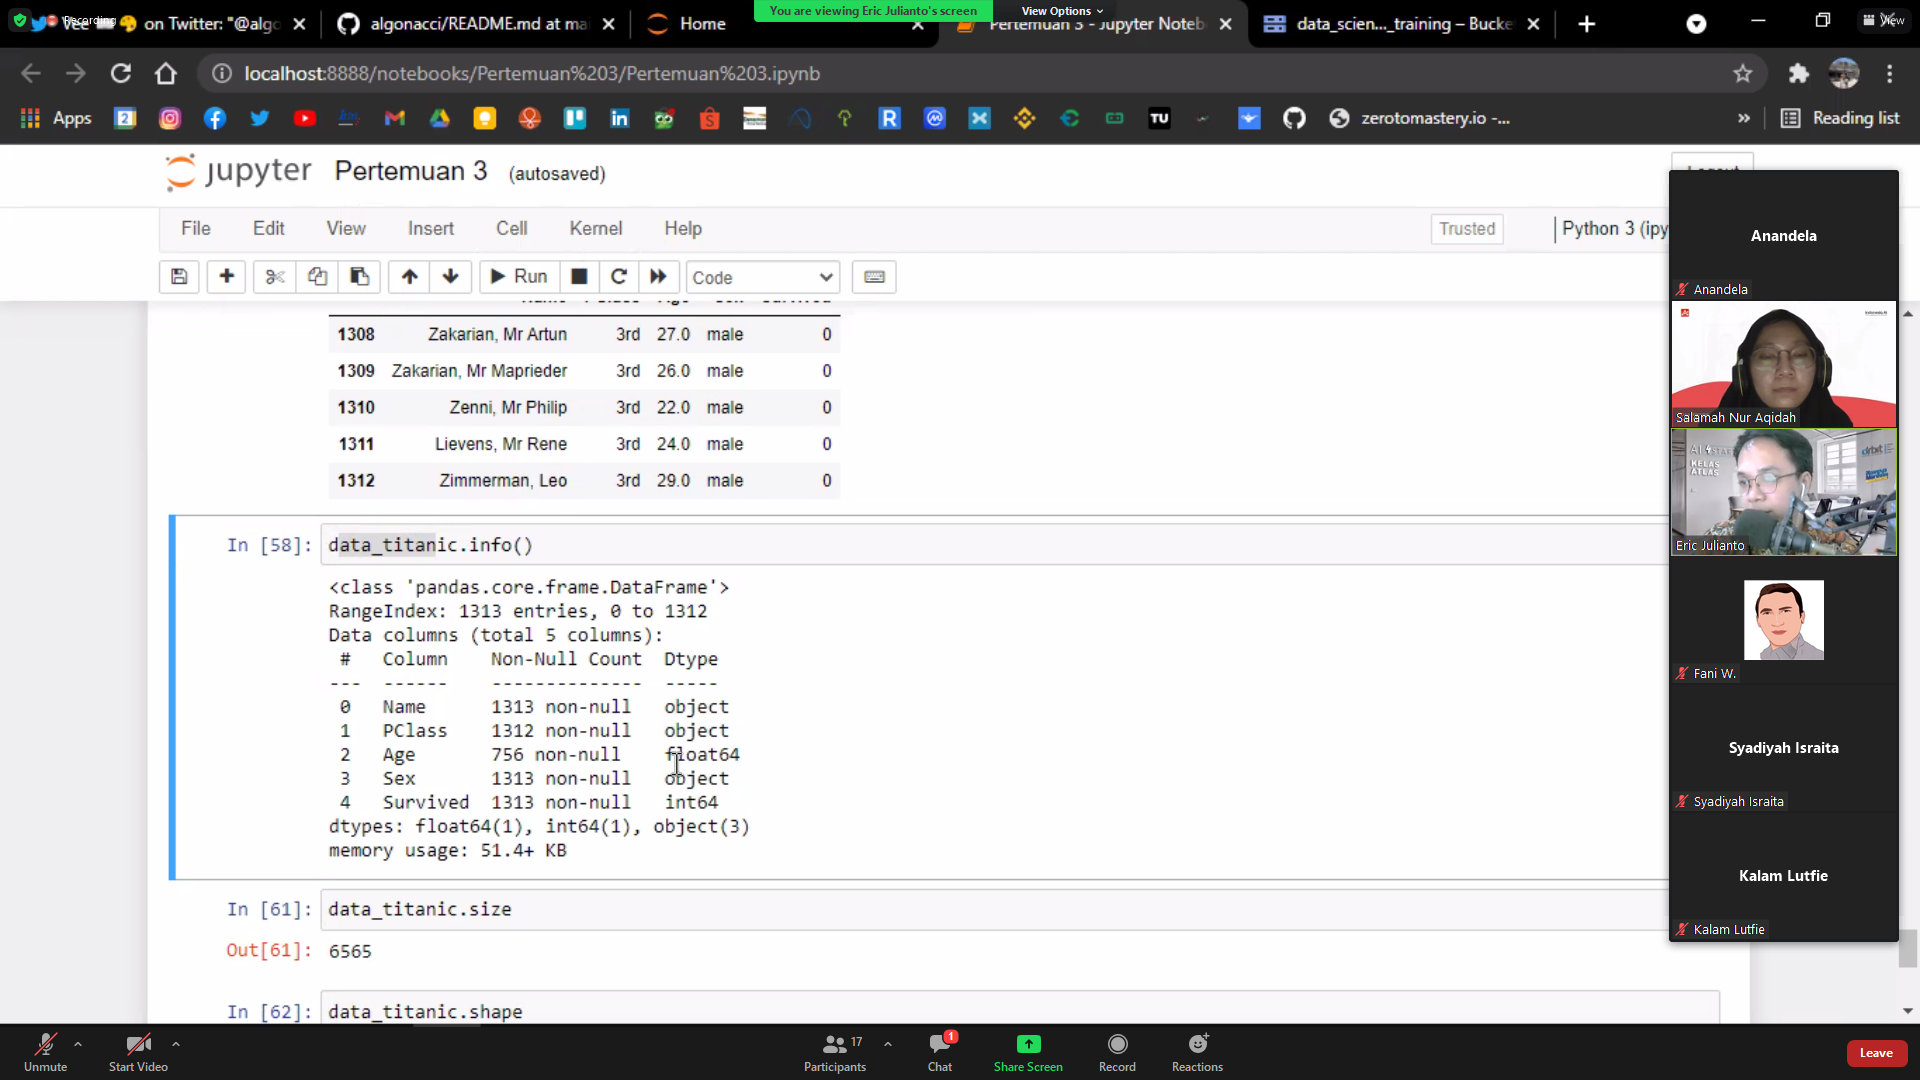 Recording
Vee
on Twitter: "@algo
algonacci/README.md at ma
Home
You are viewing Eric Julianto's screen
View Options
Pertemuan 3 - Jupyter Noteb
data_scien..._training – Bucke
View
localhost:8888/notebooks/Pertemuan%203/Pertemuan%203.ipynb
Apps
TU
zerotomastery.io -...
»
Reading list
jupyter Pertemuan 3 (autosaved)
Logout
File Edit View Insert Cell Kernel Help
Trusted
Python 3 (ipy
Run
Code
Name PClass Age Sex Survived
1308 Zakarian, Mr Artun 3rd 27.0 male 0
1309 Zakarian, Mr Maprieder 3rd 26.0 male 0
1310 Zenni, Mr Philip 3rd 22.0 male 0
1311 Lievens, Mr Rene 3rd 24.0 male 0
1312 Zimmerman, Leo 3rd 29.0 male 0
In [58]: data_titanic.info()
<class 'pandas.core.frame.DataFrame'>
RangeIndex: 1313 entries, 0 to 1312
Data columns (total 5 columns):
# Column Non-Null Count Dtype
--- ------ -------------- -----
0 Name 1313 non-null object
1 PClass 1312 non-null object
2 Age 756 non-null float64
3 Sex 1313 non-null object
4 Survived 1313 non-null int64
dtypes: float64(1), int64(1), object(3)
memory usage: 51.4+ KB
In [61]: data_titanic.size
Out[61]: 6565
In [62]: data_titanic.shape
Anandela
Anandela
Salamah Nur Aqidah
KELAS
ATLAS
Eric Julianto
Fani W.
Syadiyah Israita
Syadiyah Israita
Kalam Lutfie
Kalam Lutfie
Unmute
Start Video
17
Participants
1
Chat
Share Screen
Record
Reactions
Leave